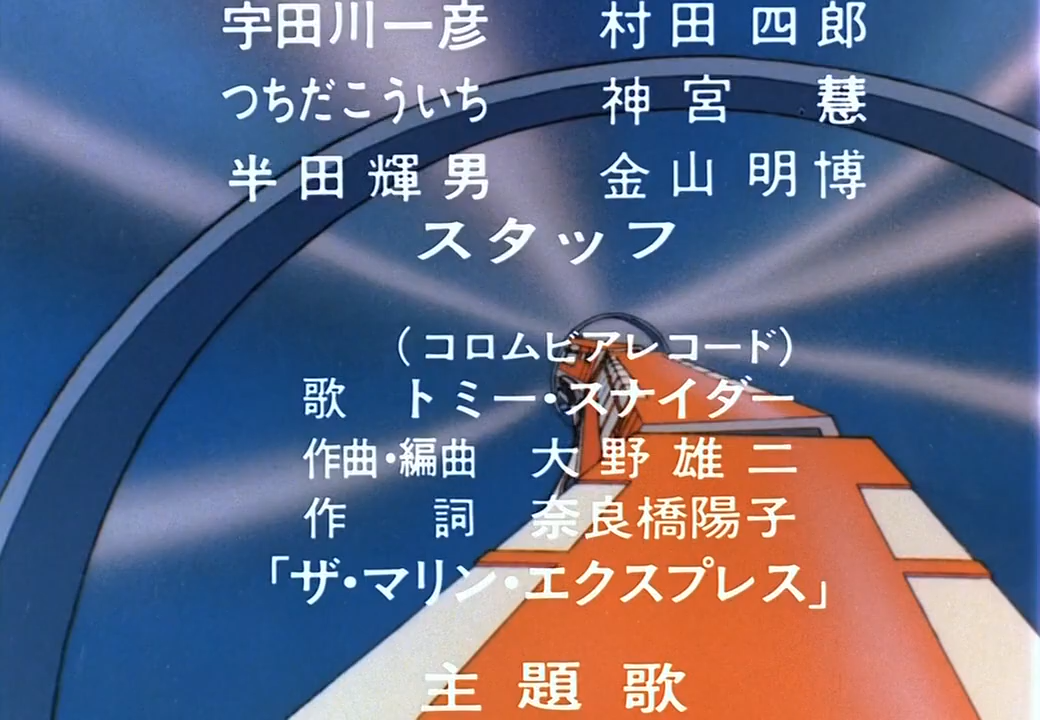 宇田川一彦　村田四郎
つちだこういち　神宮慧
半田輝男　金山明博
スタッフ
（コロムビアレコード）
歌　トミー・スナイダー
作曲・編曲　大野雄二
作詞　奈良橋陽子
「ザ・マリン・エクスプレス」
主題歌